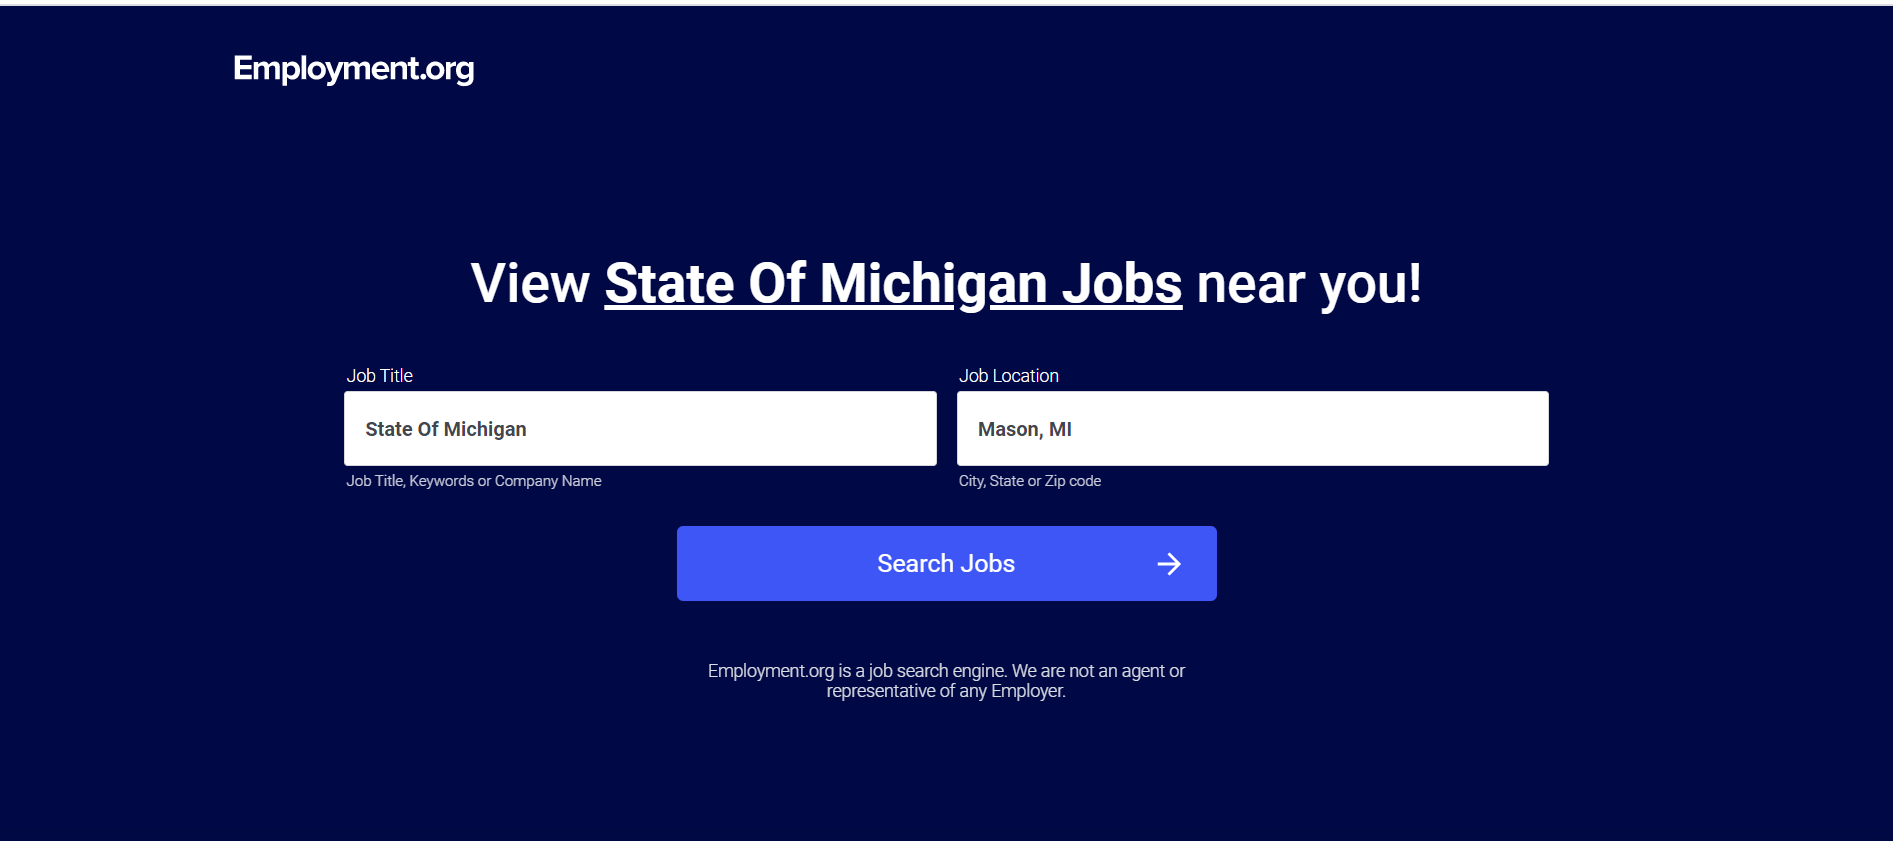 Employment.org
View State Of Michigan Jobs near you!
Job Title
State Of Michigan
Job Title, Keywords or Company Name
Job Location
Mason, MI
City, State or Zip code
Search Jobs
Employment.org is a job search engine. We are not an agent or
representative of any Employer.